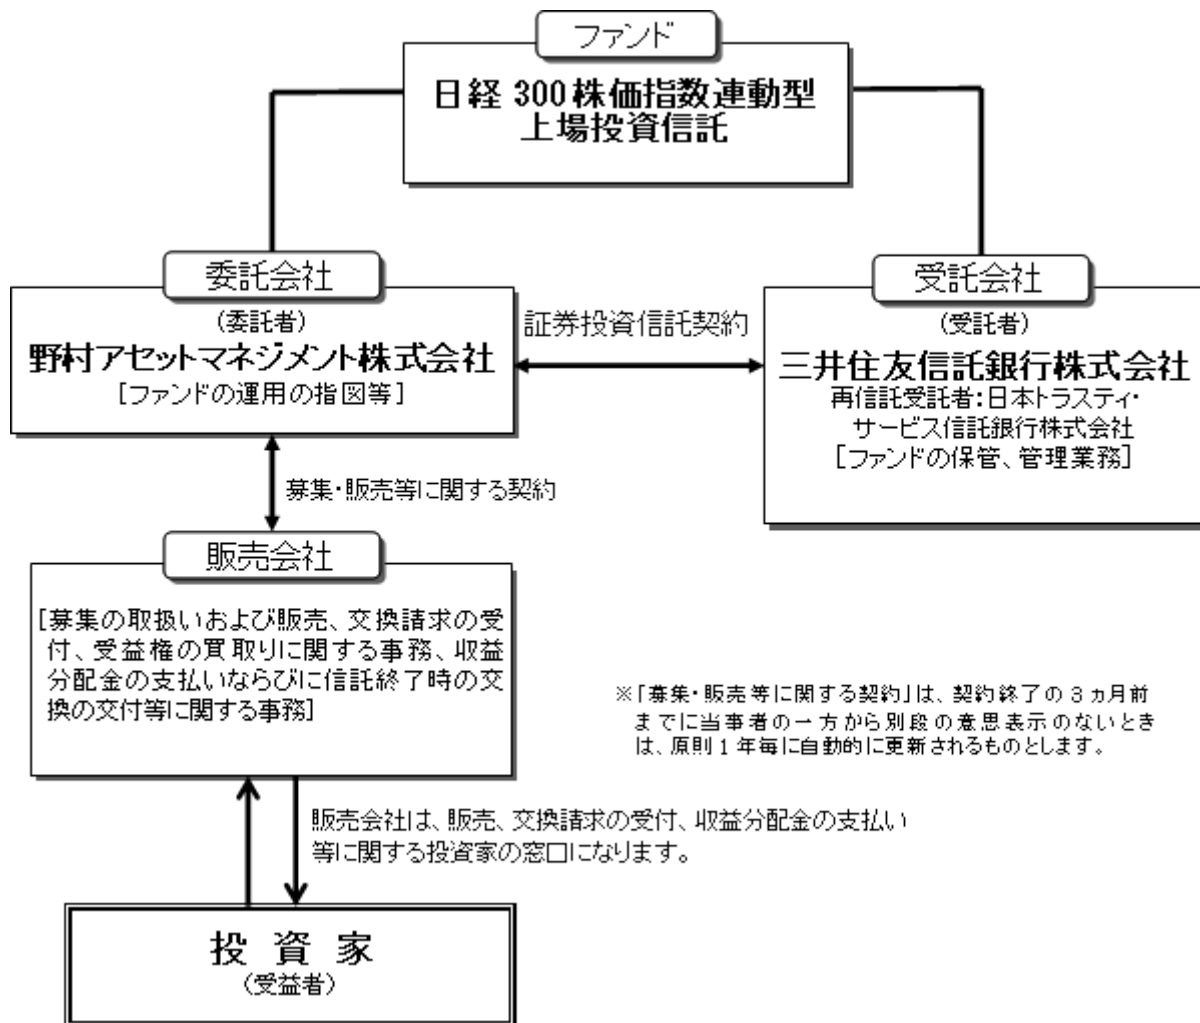 ファンド
日経 300 株価指数連動型
上場投資信託
委託会社
(委託者)
野村アセットマネジメント株式会社
[ファンドの運用の指図等]
証券投資信託契約
受託会社
(受託者)
三井住友信託銀行株式会社
再信託受託者:日本トラスティ・
サービス信託銀行株式会社
[ファンドの保管、管理業務]
募集・販売等に関する契約
販売会社
[募集の取扱いおよび販売、交換請求の受
付、受益権の買取りに関する事務、収益
分配金の支払いならびに信託終了時の交
換の交付等に関する事務]
※「募集・販売等に関する契約」は、契約終了の3ヵ月前
までに当事者の一方から別段の意思表示のないとき
は、原則1年毎に自動的に更新されるものとします。
販売会社は、販売、交換請求の受付、収益分配金の支払い
等に関する投資家の窓口になります。
投 資 家
(受益者)